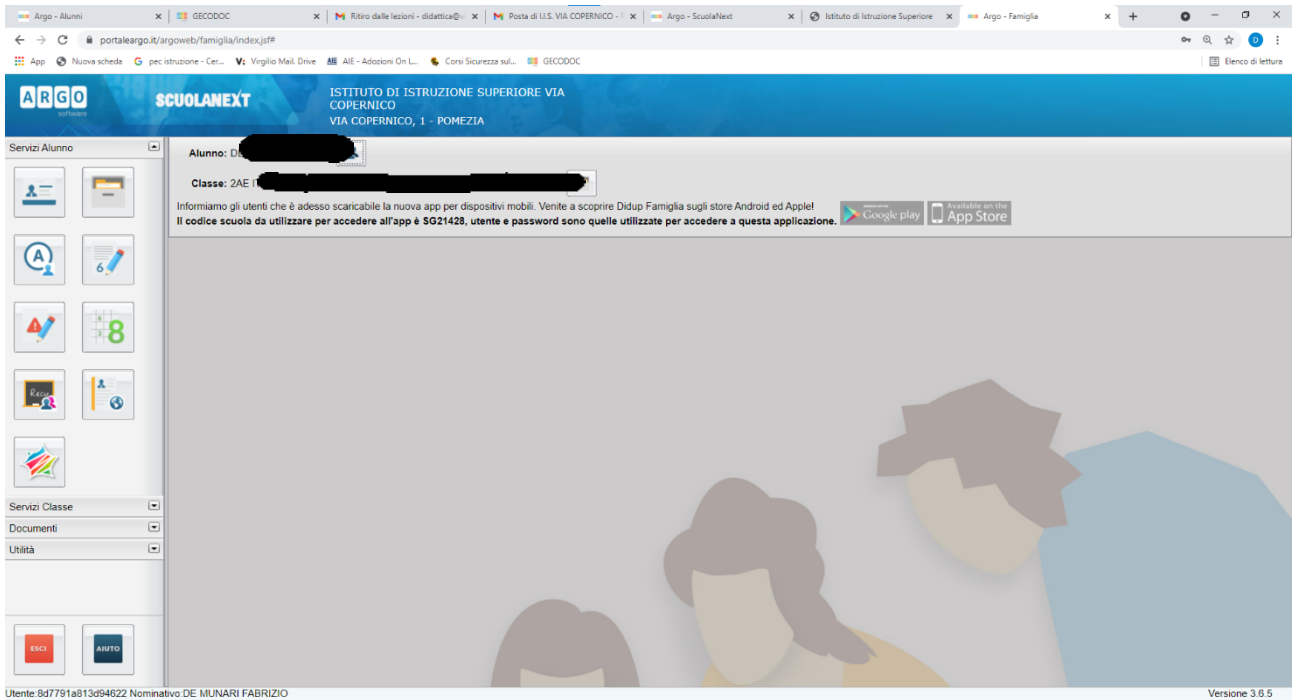 Argo - Alunni
GECODOC
Ritiro dalle lezioni - didattica@v
Posta di U.S. VIA COPERNICO - I
Argo - ScuolaNext
Istituto di Istruzione Superiore
Argo - Famiglia
portaleargo.it/argoweb/famiglia/index.jsf#
App
Nuova scheda
pec istruzione - Cer...
Virgilio Mail. Drive
AIE - Adozioni On L...
Corsi Sicurezza sul...
GECODOC
Elenco di lettura
ARGO
software
SCUOLANEXT
ISTITUTO DI ISTRUZIONE SUPERIORE VIA
COPERNICO
VIA COPERNICO, 1 - POMEZIA
Servizi Alunno
Alunno:
Classe: 2AE
Informiamo gli utenti che è adesso scaricabile la nuova app per dispositivi mobili. Venite a scoprire Didup Famiglia sugli store Android ed Apple!
Il codice scuola da utilizzare per accedere all'app è SG21428, utente e password sono quelle utilizzate per accedere a questa applicazione.
Google play
Available on the
App Store
A
6
8
Servizi Classe
Documenti
Utilità
ESCI
AIUTO
Utente:8d7791a813d94622 Nominativo:DE MUNARI FABRIZIO
Versione 3.6.5